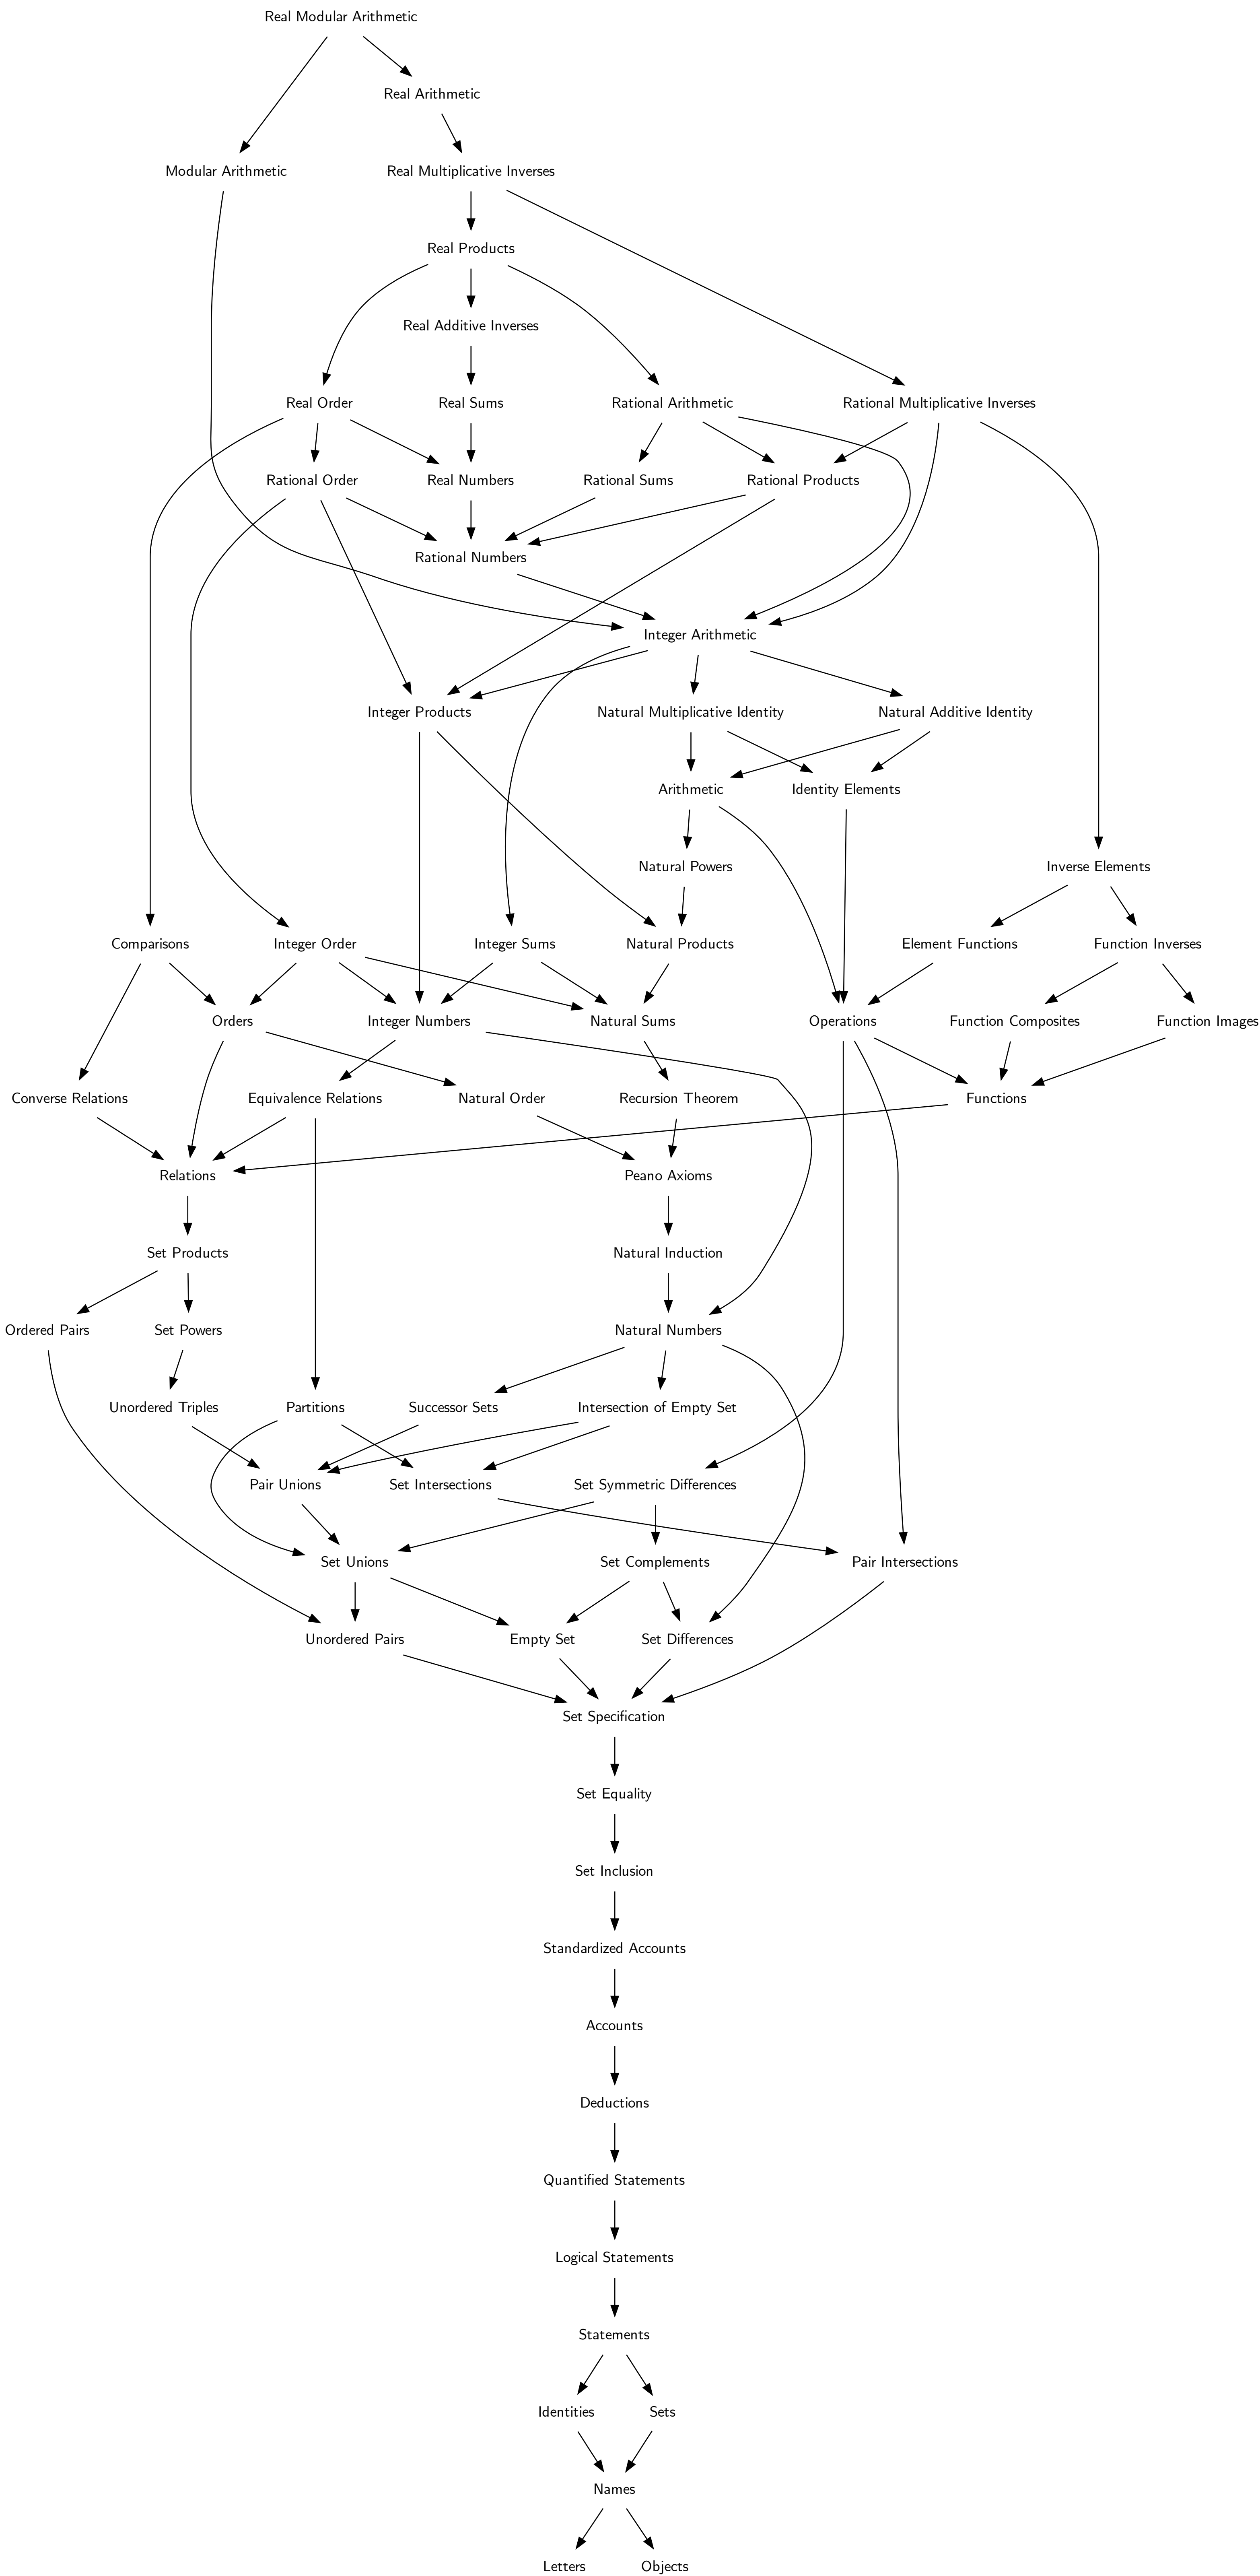 Real Modular Arithmetic
Real Arithmetic
Modular Arithmetic
Real Multiplicative Inverses
Real Products
Real Additive Inverses
Real Order
Real Sums
Rational Arithmetic
Rational Multiplicative Inverses
Rational Order
Real Numbers
Rational Sums
Rational Products
Rational Numbers
Integer Arithmetic
Integer Products
Natural Multiplicative Identity
Natural Additive Identity
Arithmetic
Identity Elements
Natural Powers
Inverse Elements
Comparisons
Integer Order
Integer Sums
Natural Products
Element Functions
Function Inverses
Orders
Integer Numbers
Natural Sums
Operations
Function Composites
Function Images
Converse Relations
Equivalence Relations
Natural Order
Recursion Theorem
Functions
Relations
Peano Axioms
Set Products
Natural Induction
Ordered Pairs
Set Powers
Natural Numbers
Unordered Triples
Partitions
Successor Sets
Intersection of Empty Set
Pair Unions
Set Intersections
Set Symmetric Differences
Set Unions
Set Complements
Pair Intersections
Unordered Pairs
Empty Set
Set Differences
Set Specification
Set Equality
Set Inclusion
Standardized Accounts
Accounts
Deductions
Quantified Statements
Logical Statements
Statements
Identities
Sets
Names
Letters
Objects